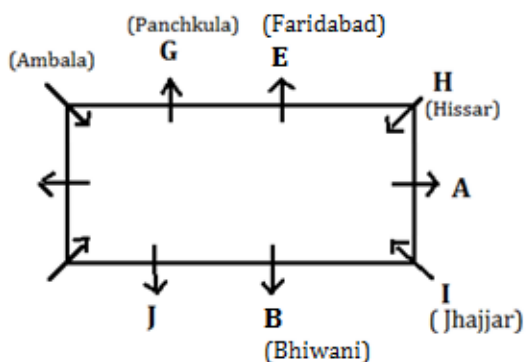 (Panchkula) (Faridabad)
(Ambala) G E
H
(Hissar)
A
J B I
(Jhajjar)
(Bhiwani)